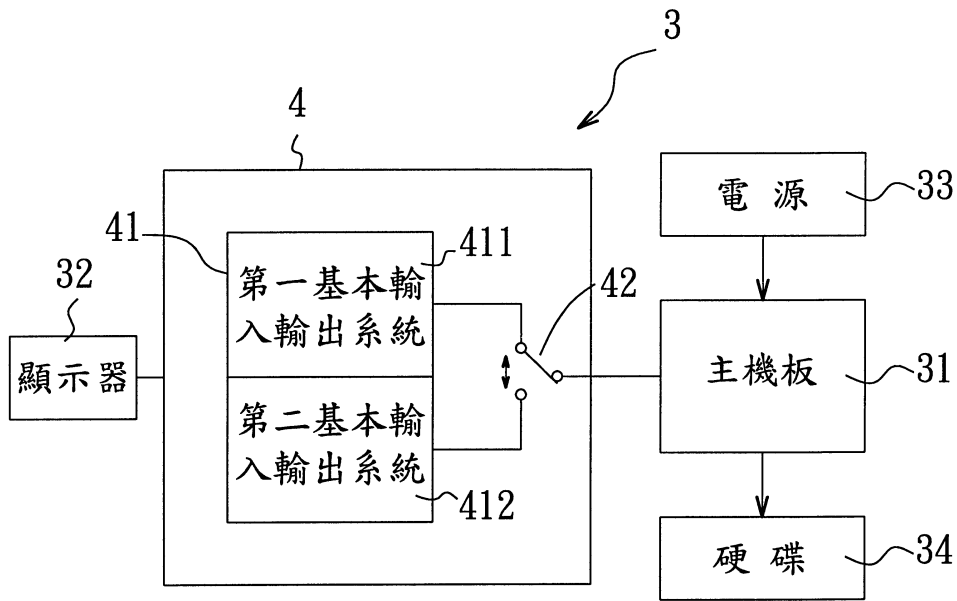 3
4
電源
33
41
411
第一基本輸
入輸出系統
42
32
顯示器
主機板
31
第二基本輸
入輸出系統
412
硬碟
34